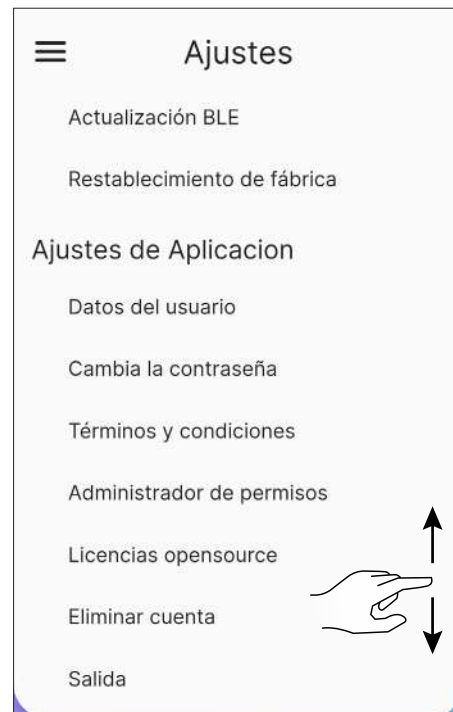 Ajustes
Actualización BLE
Restablecimiento de fábrica
Ajustes de Aplicacion
Datos del usuario
Cambia la contraseña
Términos y condiciones
Administrador de permisos
Licencias opensource
Eliminar cuenta
Salida